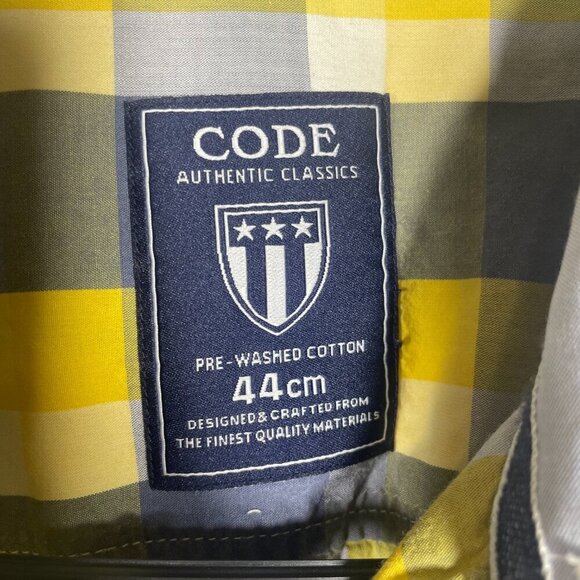 CODE
AUTHENTIC CLASSICS
PRE-WASHED COTTON
44cm
DESIGNED & CRAFTED FROM
THE FINEST QUALITY MATERIALS